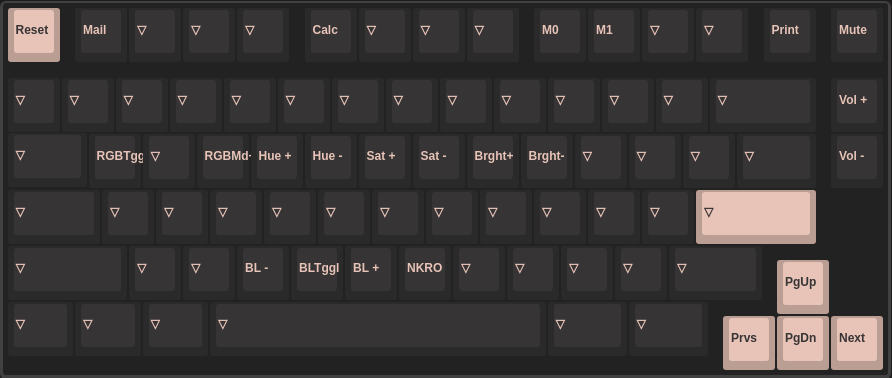 Reset Mail ▽ ▽ ▽ Calc ▽ ▽ ▽ M0 M1 ▽ ▽ Print Mute
▽ ▽ ▽ ▽ ▽ ▽ ▽ ▽ ▽ ▽ ▽ ▽ ▽ ▽ Vol +
▽ RGBTgg ▽ RGBMd- Hue + Hue - Sat + Sat - Brght+ Brght- ▽ ▽ ▽ ▽ Vol -
▽ ▽ ▽ ▽ ▽ ▽ ▽ ▽ ▽ ▽ ▽ ▽ ▽
▽ ▽ ▽ BL - BLTggl BL + NKRO ▽ ▽ ▽ ▽ ▽ PgUp
▽ ▽ ▽ ▽ ▽ ▽ Prvs PgDn Next